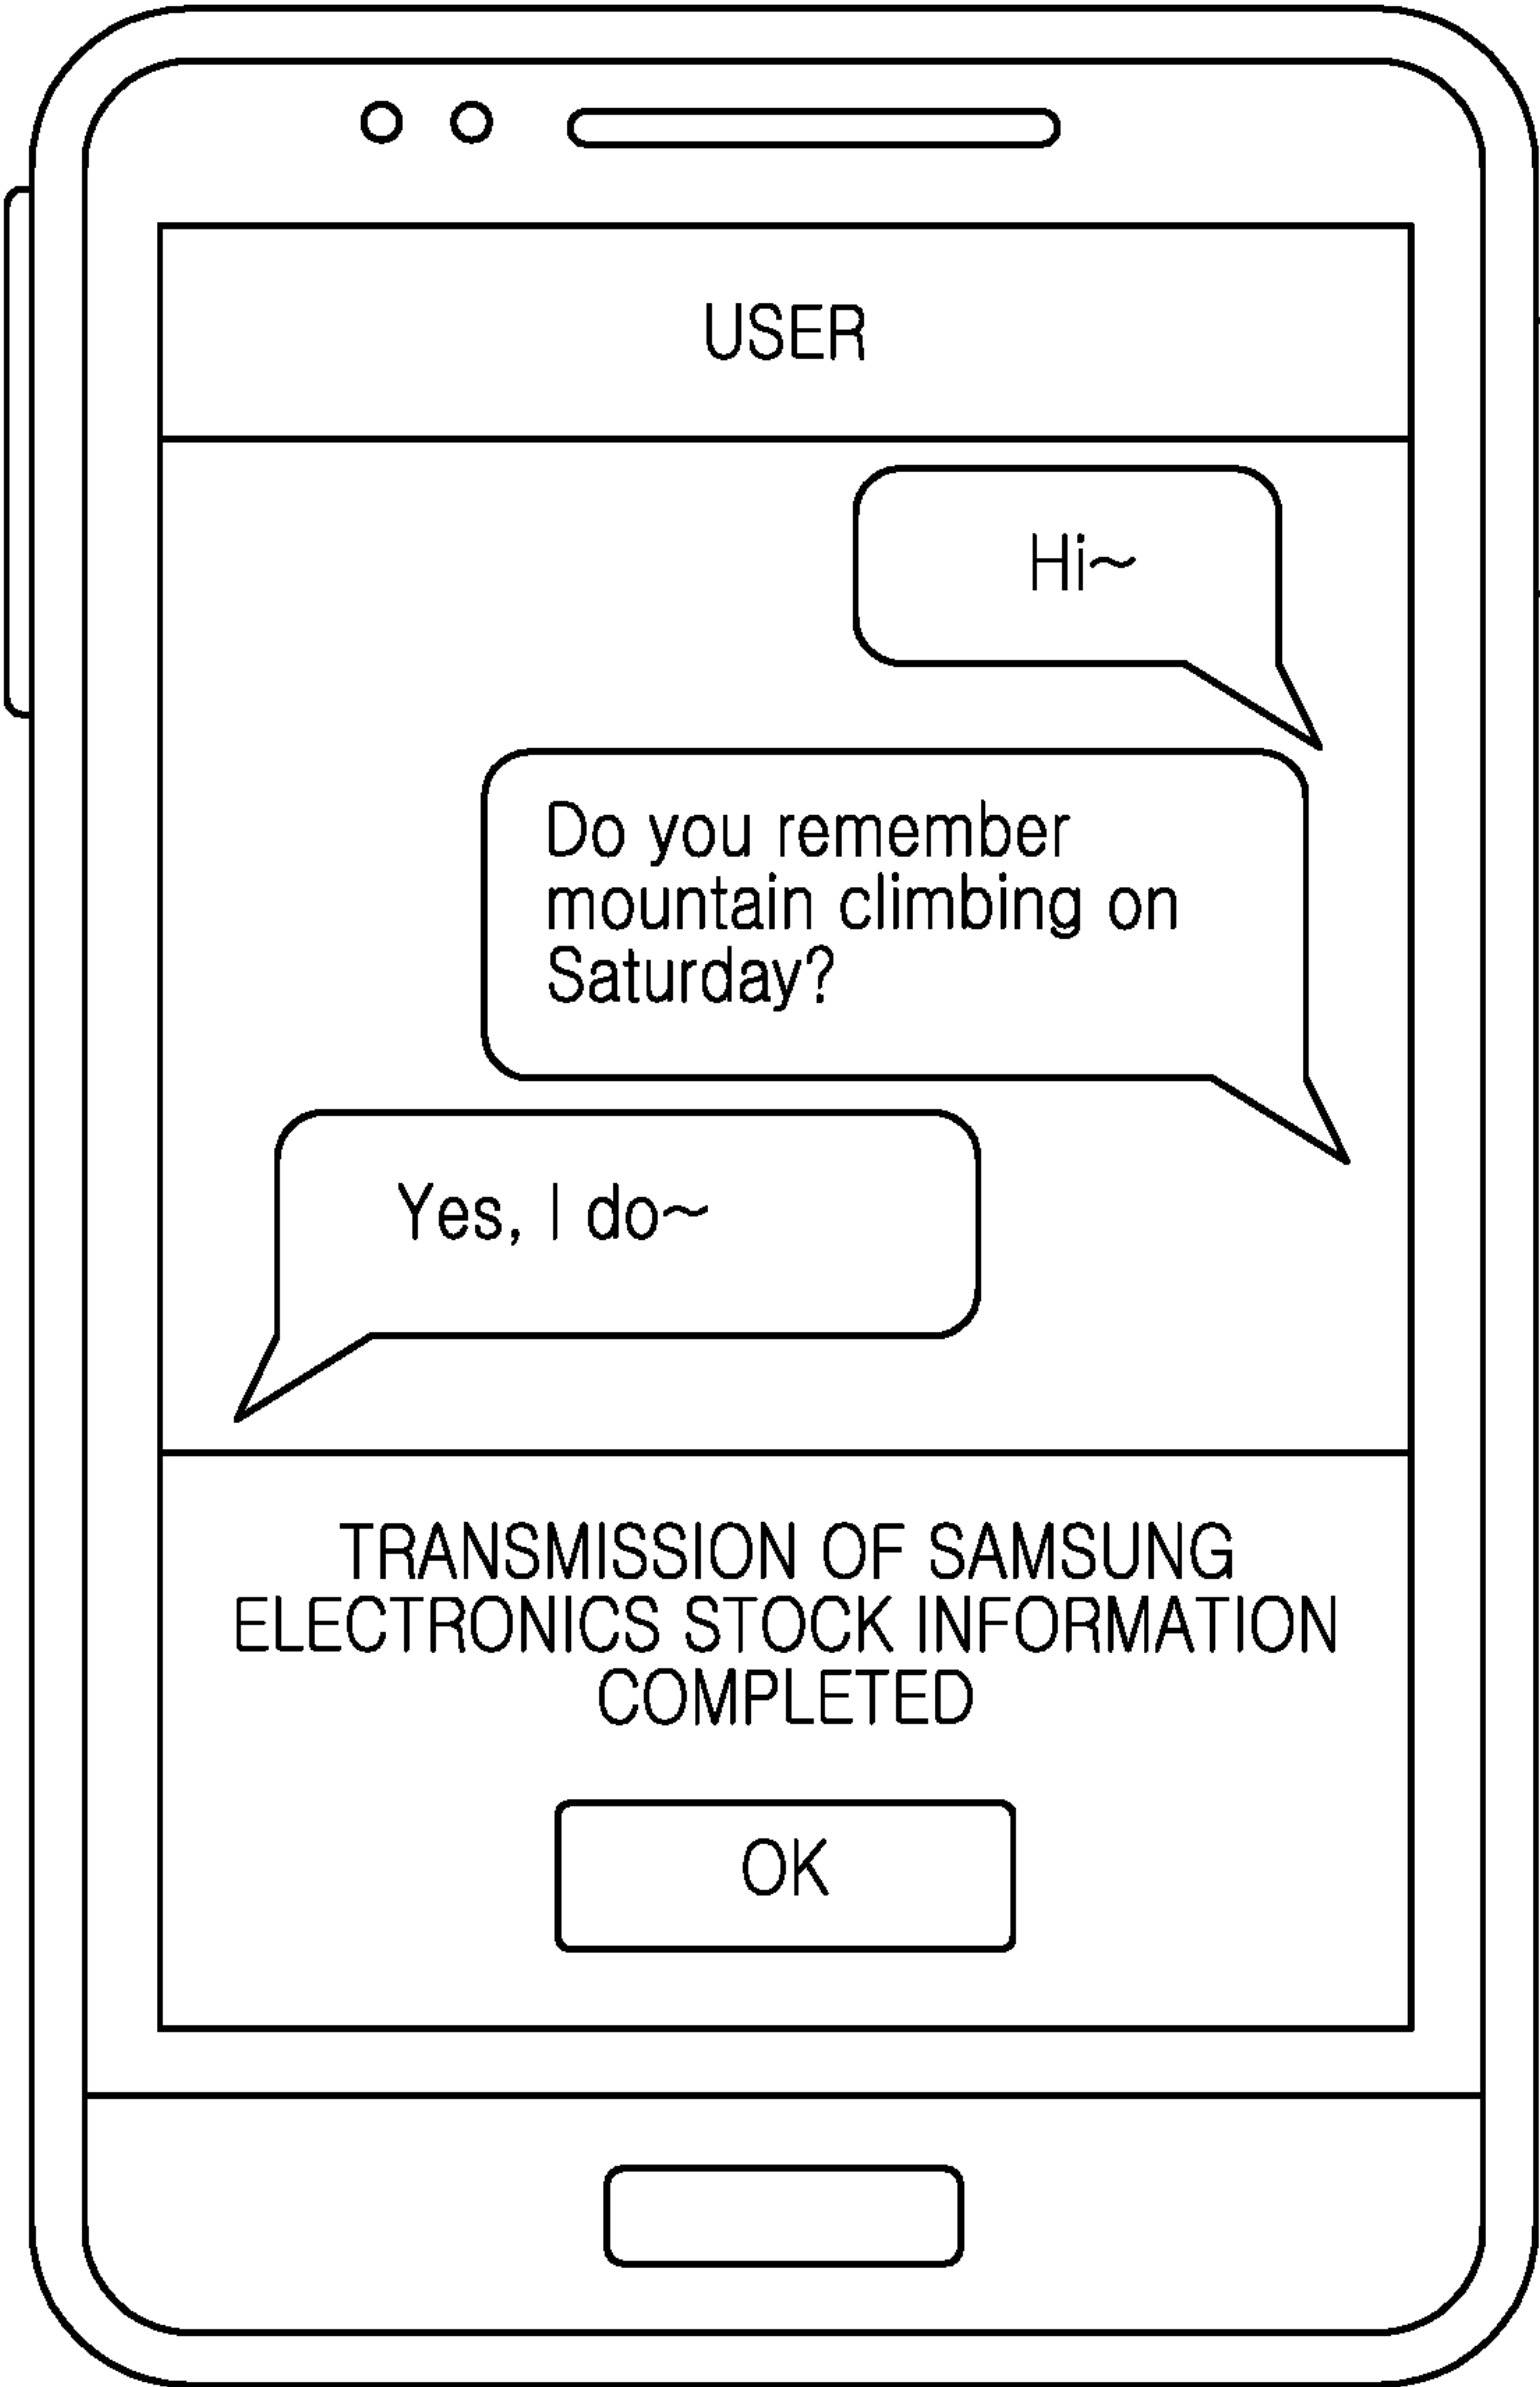 USER
Hi~
Do you remember
mountain climbing on
Saturday?
Yes, I do~
TRANSMISSION OF SAMSUNG
ELECTRONICS STOCK INFORMATION
COMPLETED
OK